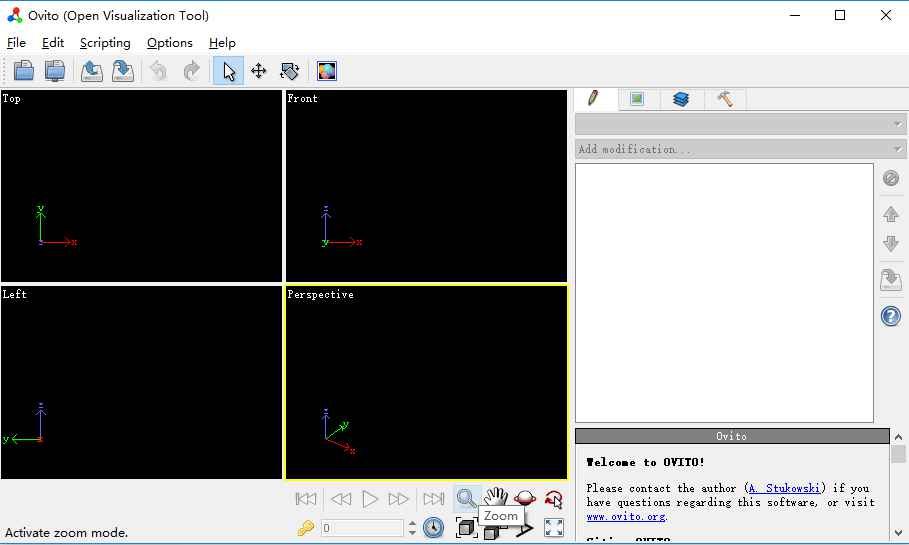 Ovito (Open Visualization Tool)
File Edit Scripting Options Help
Top
Front
y
z
x
z
y
x
Add modification...
Left
Perspective
z
y
x
z
y
x
Ovito
Welcome to OVITO!
Please contact the author (A. Stukowski) if you
have questions regarding this software, or visit
www.ovito.org.
Zoom
0
Activate zoom mode.